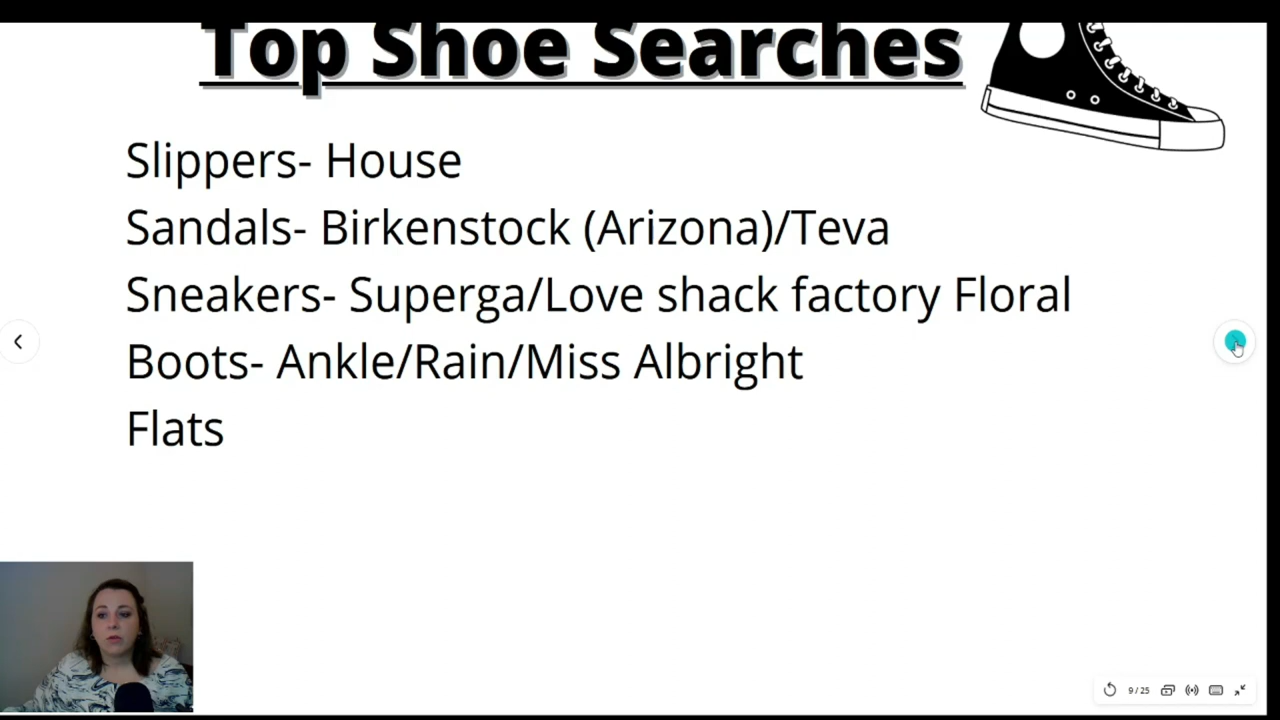 Top Shoe Searches
Slippers- House
Sandals- Birkenstock (Arizona)/Teva
Sneakers- Superga/Love shack factory Floral
Boots- Ankle/Rain/Miss Albright
Flats
9 / 25